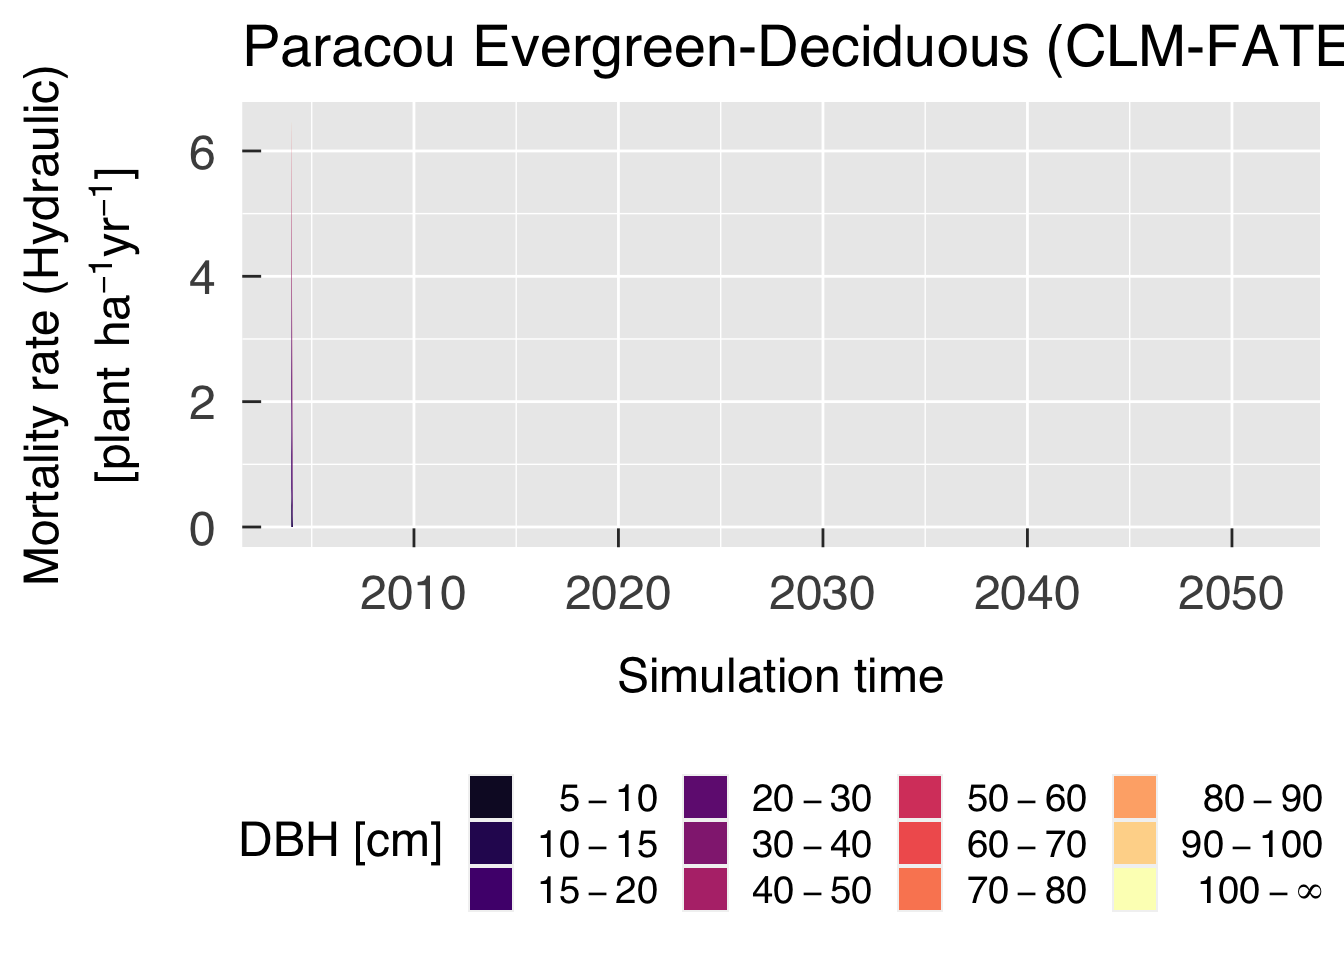 Paracou Evergreen-Deciduous (CLM-FATE
Mortality rate (Hydraulic)
[plant ha⁻¹yr⁻¹]
6
4
2
0
2010 2020 2030 2040 2050
Simulation time
DBH [cm]
5 – 10 20 – 30 50 – 60 80 – 90
10 – 15 30 – 40 60 – 70 90 – 100
15 – 20 40 – 50 70 – 80 100 – ∞